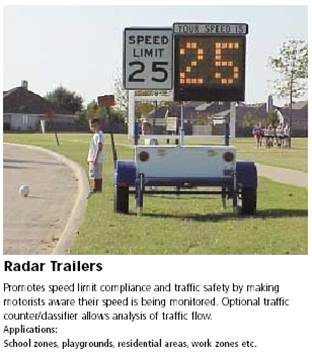 YOUR SPEED IS
SPEED
LIMIT
25
25
Radar Trailers
Promotes speed limit compliance and traffic safety by making
motorists aware their speed is being monitored. Optional traffic
counter/classifier allows analysis of traffic flow.
Applications:
School zones, playgrounds, residential areas, work zones etc.